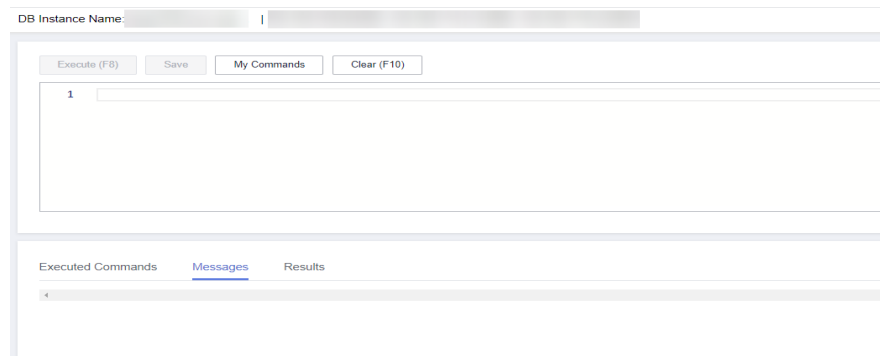 DB Instance Name: |
Execute (F8) Save My Commands Clear (F10)
1
Executed Commands Messages Results